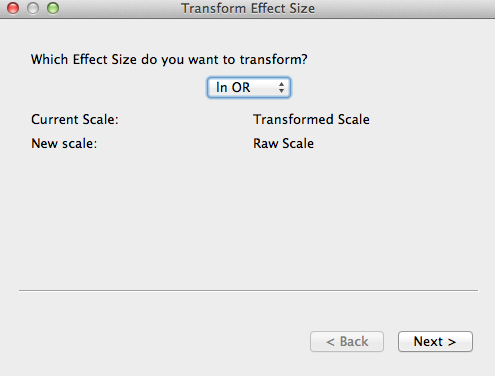 Transform Effect Size
Which Effect Size do you want to transform?
ln OR
Current Scale: Transformed Scale
New scale: Raw Scale
< Back Next >